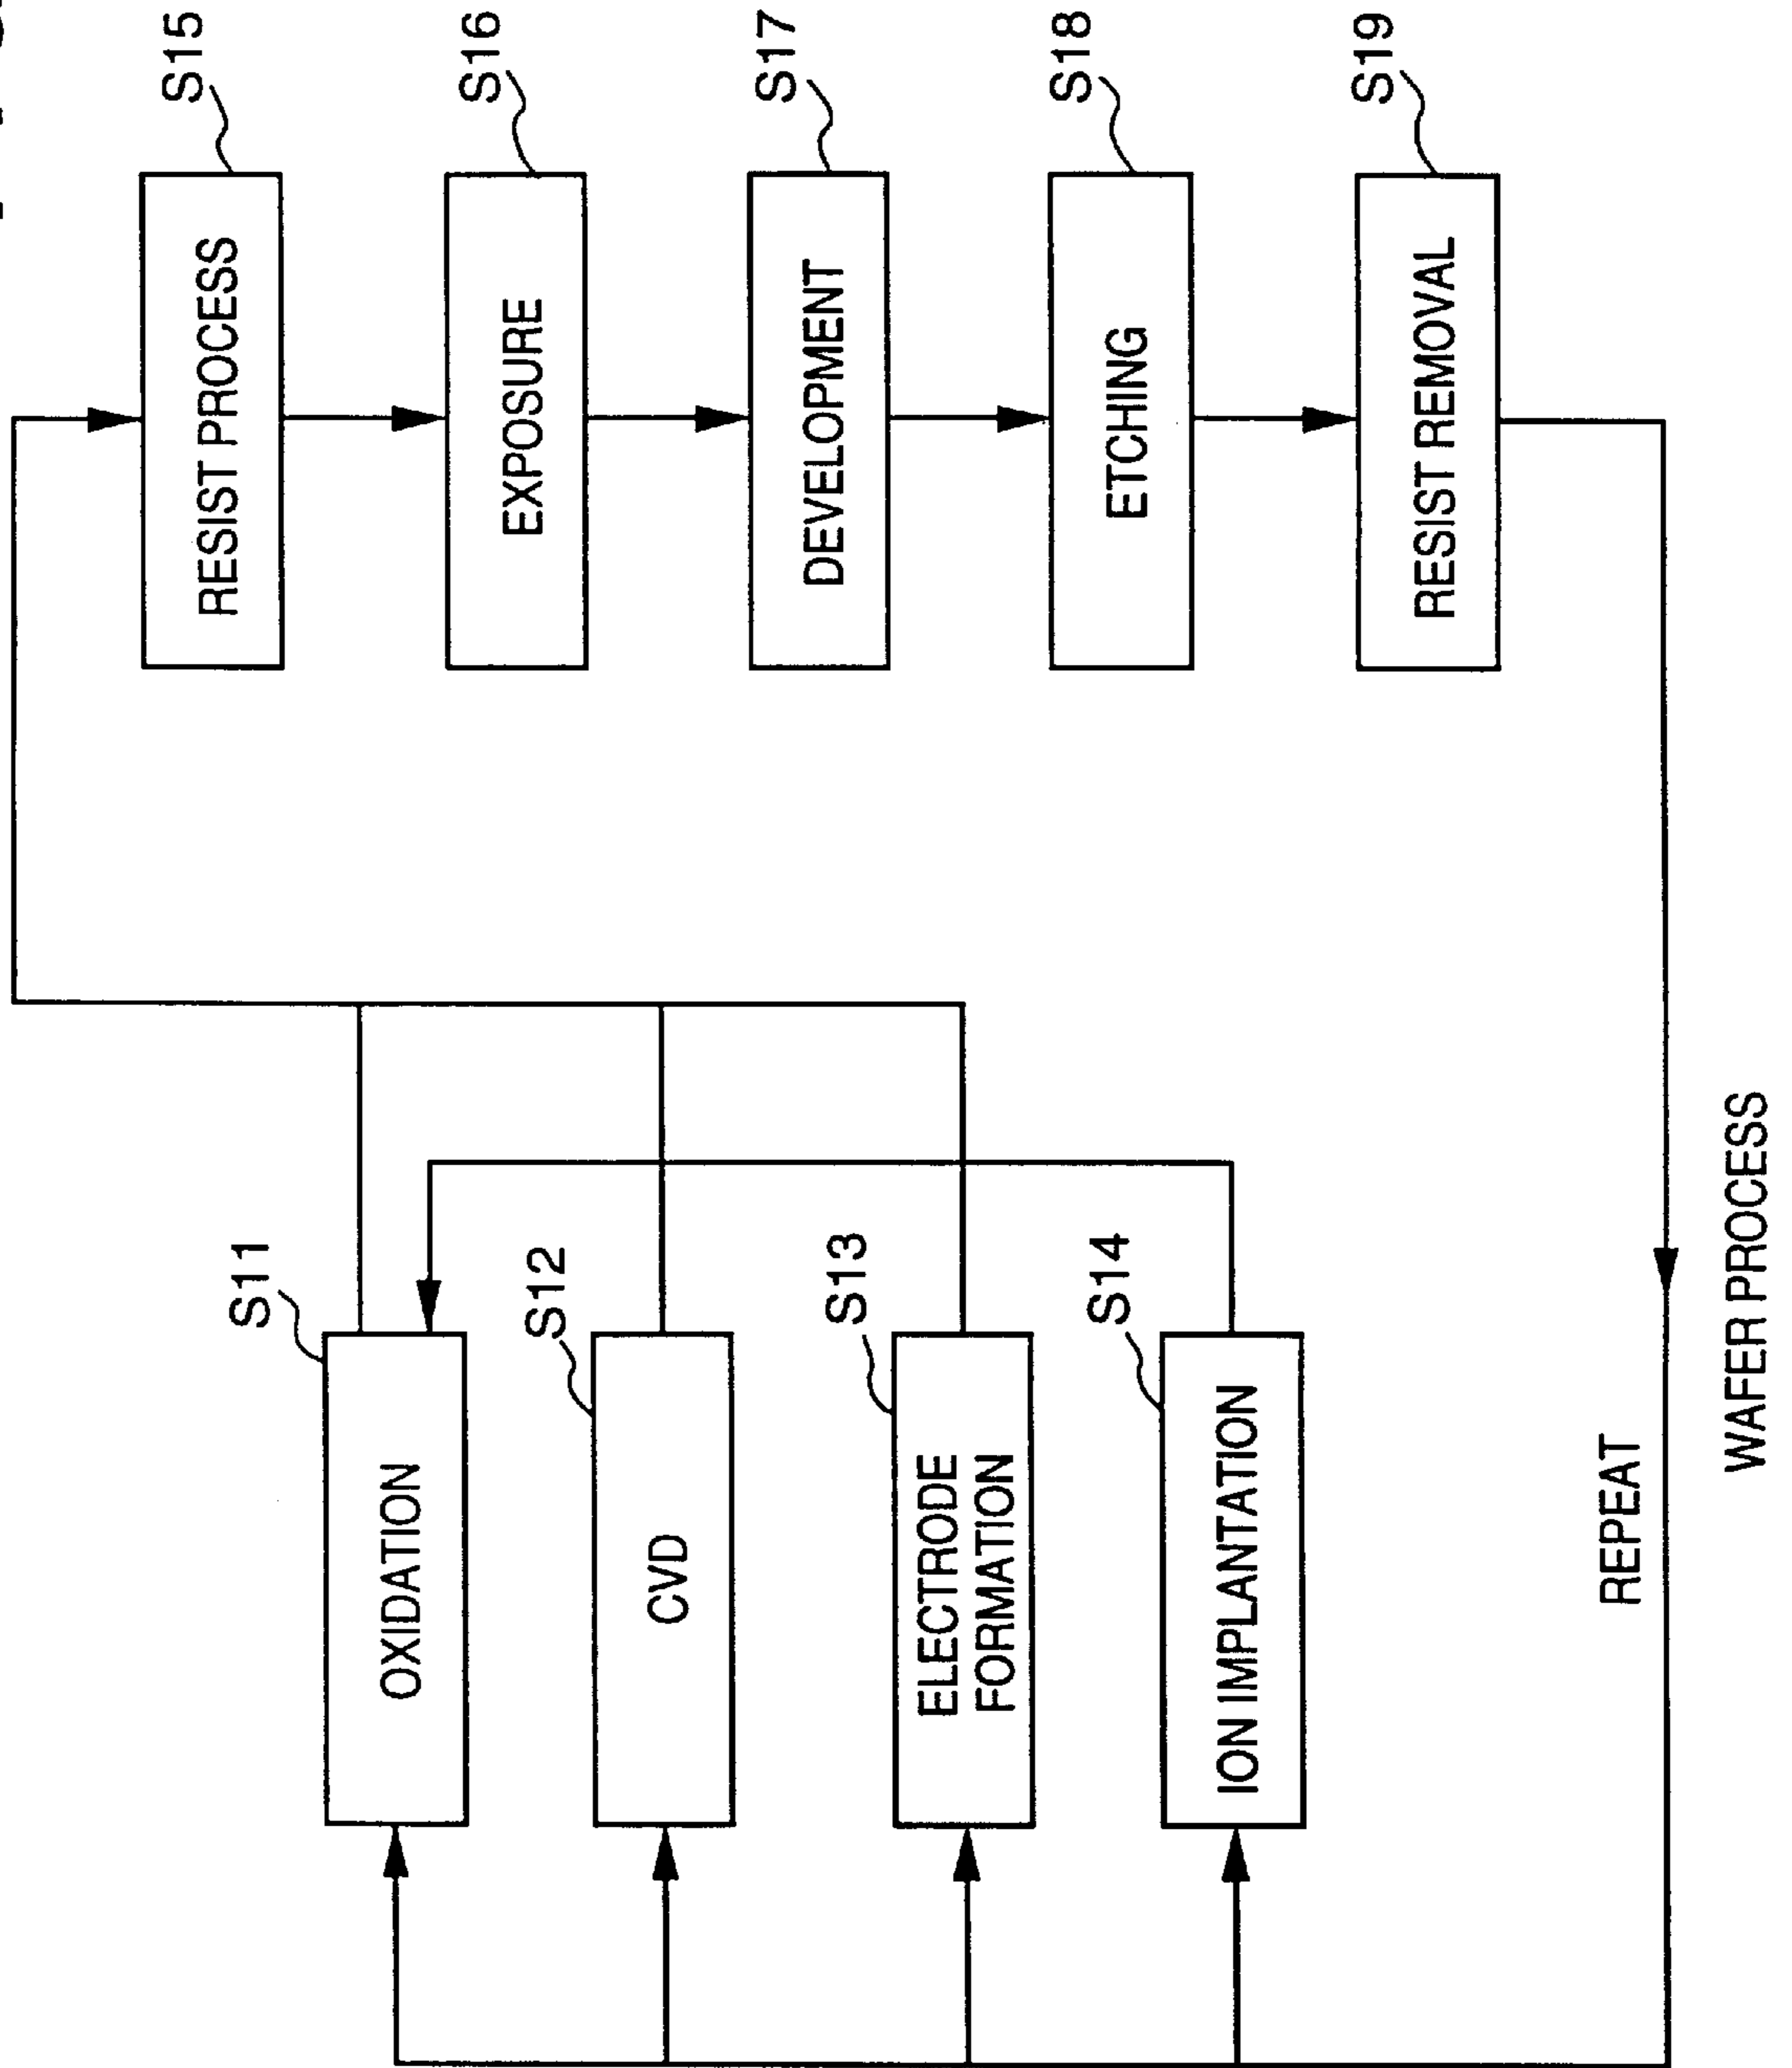 S11
OXIDATION
S12
CVD
S13
ELECTRODE
FORMATION
S14
ION IMPLANTATION
REPEAT
WAFER PROCESS
S15
RESIST PROCESS
S16
EXPOSURE
S17
DEVELOPMENT
S18
ETCHING
S19
RESIST REMOVAL